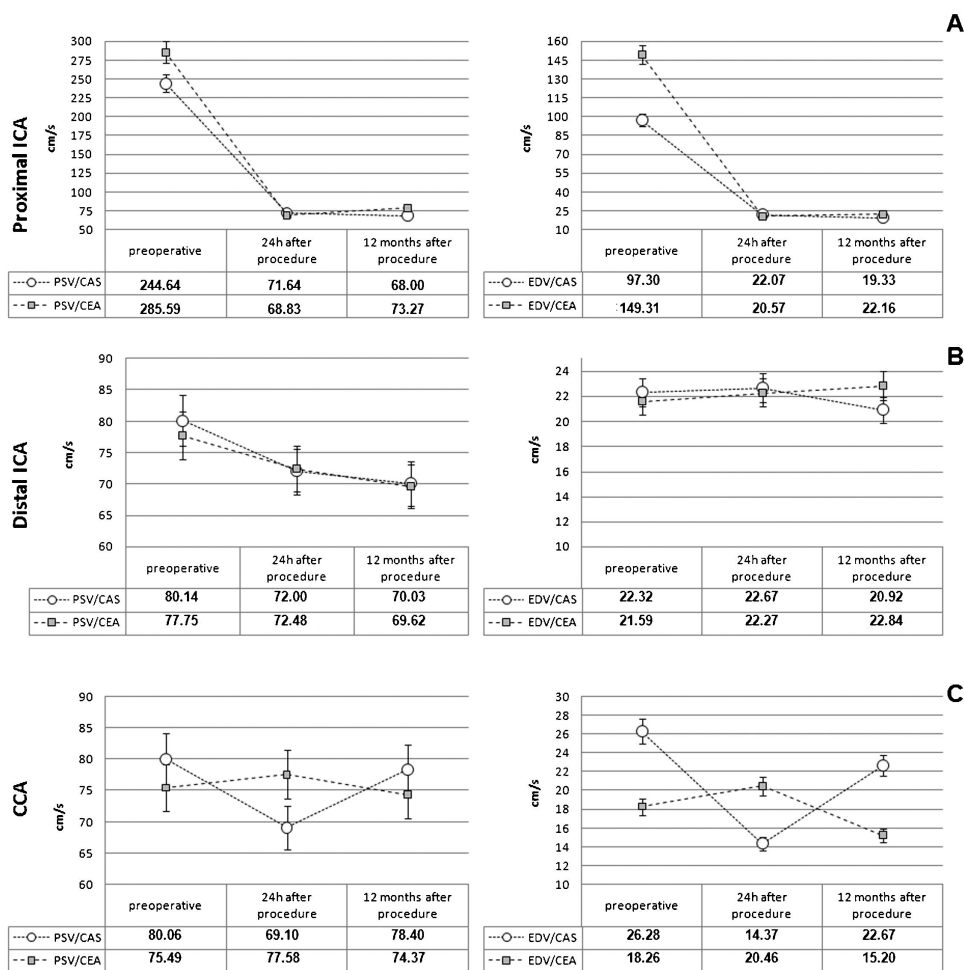 A
Proximal ICA
cm/s
300
275
250
225
200
175
150
125
100
75
50
preoperative
24h after procedure
12 months after procedure
PSV/CAS 244.64 71.64 68.00
PSV/CEA 285.59 68.83 73.27
cm/s
160
145
130
115
100
85
70
55
40
25
10
preoperative
24h after procedure
12 months after procedure
EDV/CAS 97.30 22.07 19.33
EDV/CEA 149.31 20.57 22.16
B
Distal ICA
cm/s
90
85
80
75
70
65
60
preoperative
24h after procedure
12 months after procedure
PSV/CAS 80.14 72.00 70.03
PSV/CEA 77.75 72.48 69.62
cm/s
24
22
20
18
16
14
12
10
preoperative
24h after procedure
12 months after procedure
EDV/CAS 22.32 22.67 20.92
EDV/CEA 21.59 22.27 22.84
C
CCA
cm/s
90
85
80
75
70
65
60
preoperative
24h after procedure
12 months after procedure
PSV/CAS 80.06 69.10 78.40
PSV/CEA 75.49 77.58 74.37
cm/s
30
28
26
24
22
20
18
16
14
12
10
preoperative
24h after procedure
12 months after procedure
EDV/CAS 26.28 14.37 22.67
EDV/CEA 18.26 20.46 15.20